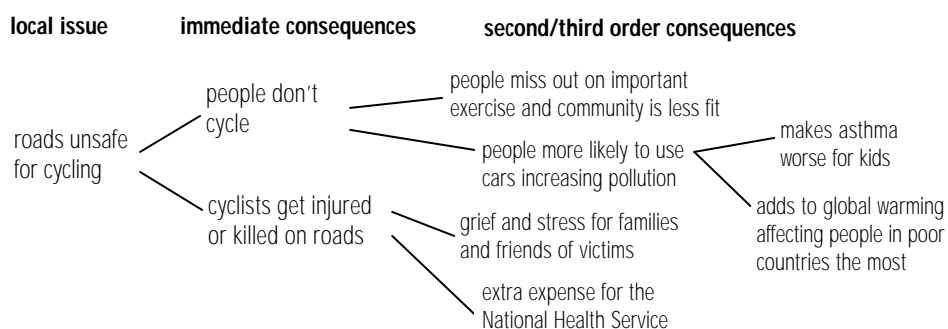 local issue
immediate consequences
second/third order consequences
roads unsafe
for cycling
people don't
cycle
cyclists get injured
or killed on roads
people miss out on important
exercise and community is less fit
people more likely to use
cars increasing pollution
grief and stress for families
and friends of victims
extra expense for the
National Health Service
makes asthma
worse for kids
adds to global warming
affecting people in poor
countries the most